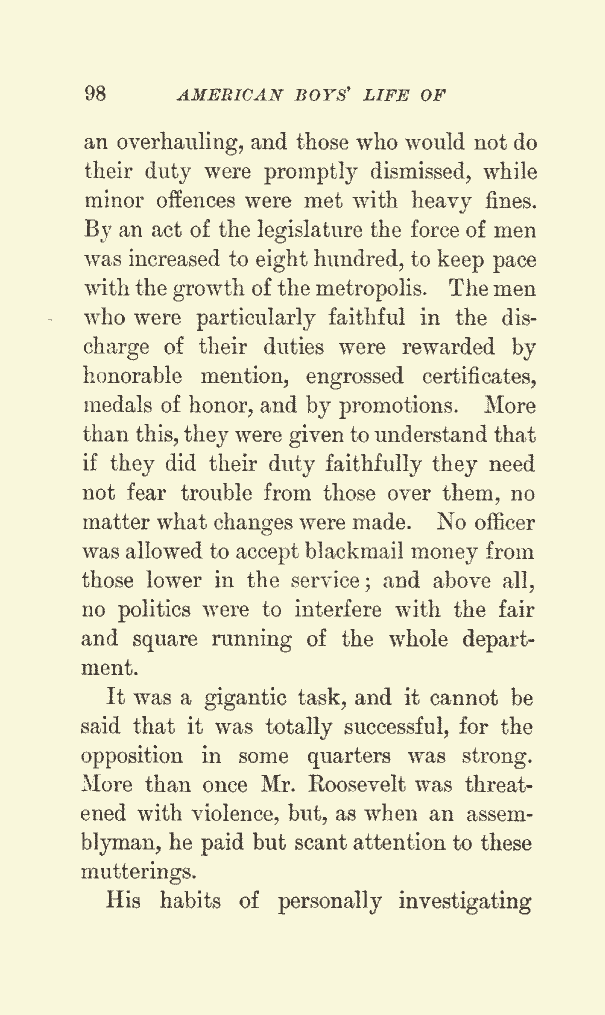 98 AMERICAN BOYS' LIFE OF
an overhauling, and those who would not do
their duty were promptly dismissed, while
minor offences were met with heavy fines.
By an act of the legislature the force of men
was increased to eight hundred, to keep pace
with the growth of the metropolis. The men
who were particularly faithful in the dis-
charge of their duties were rewarded by
honorable mention, engrossed certificates,
medals of honor, and by promotions. More
than this, they were given to understand that
if they did their duty faithfully they need
not fear trouble from those over them, no
matter what changes were made. No officer
was allowed to accept blackmail money from
those lower in the service; and above all,
no politics were to interfere with the fair
and square running of the whole depart-
ment.
It was a gigantic task, and it cannot be
said that it was totally successful, for the
opposition in some quarters was strong.
More than once Mr. Roosevelt was threat-
ened with violence, but, as when an assem-
blyman, he paid but scant attention to these
mutterings.
His habits of personally investigating